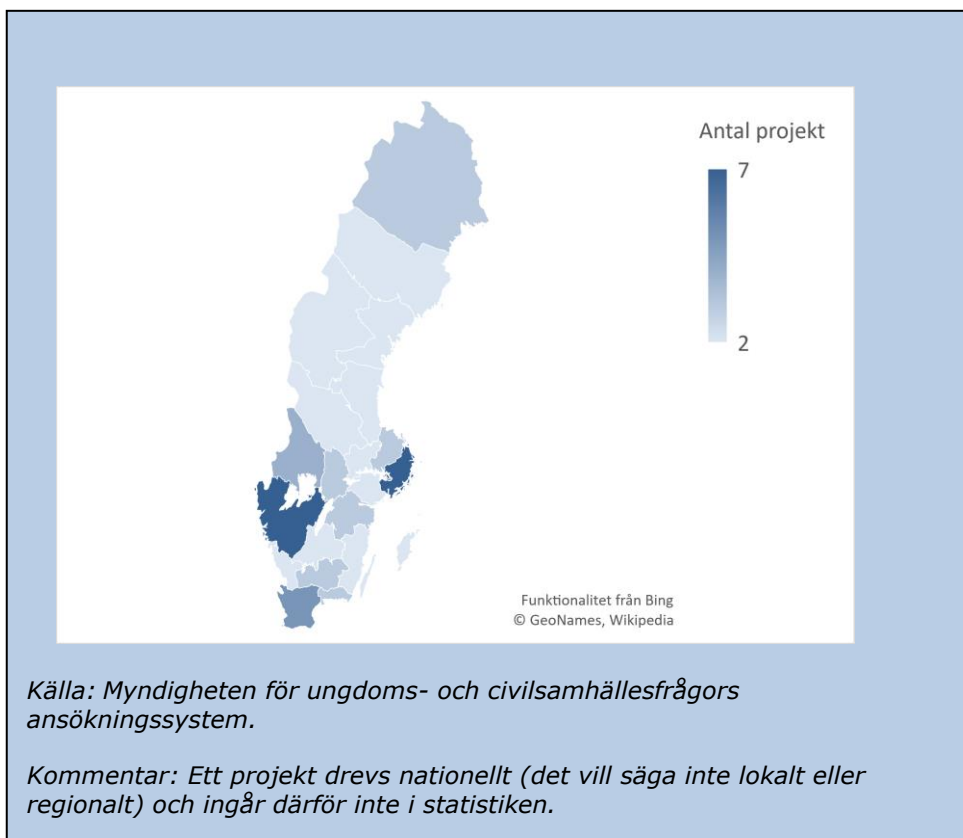 Antal projekt
7
2
Funktionalitet från Bing
© GeoNames, Wikipedia
Källa: Myndigheten för ungdoms- och civilsamhällesfrågors
ansökningssystem.
Kommentar: Ett projekt drevs nationellt (det vill säga inte lokalt eller
regionalt) och ingår därför inte i statistiken.